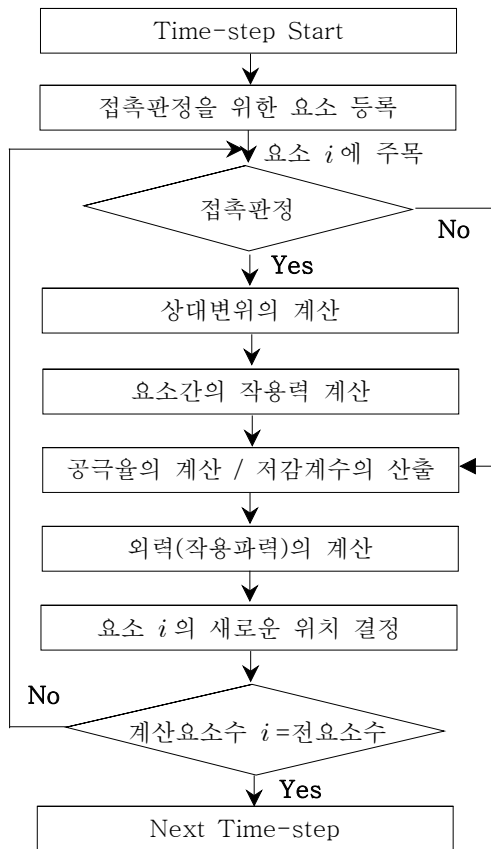 Time-step Start
접촉판정을 위한 요소 등록
요소 i에 주목
접촉판정
No
Yes
상대변위의 계산
요소간의 작용력 계산
공극율의 계산 / 저감계수의 산출
외력(작용파력)의 계산
요소 i의 새로운 위치 결정
No
계산요소수 i=전요소수
Yes
Next Time-step